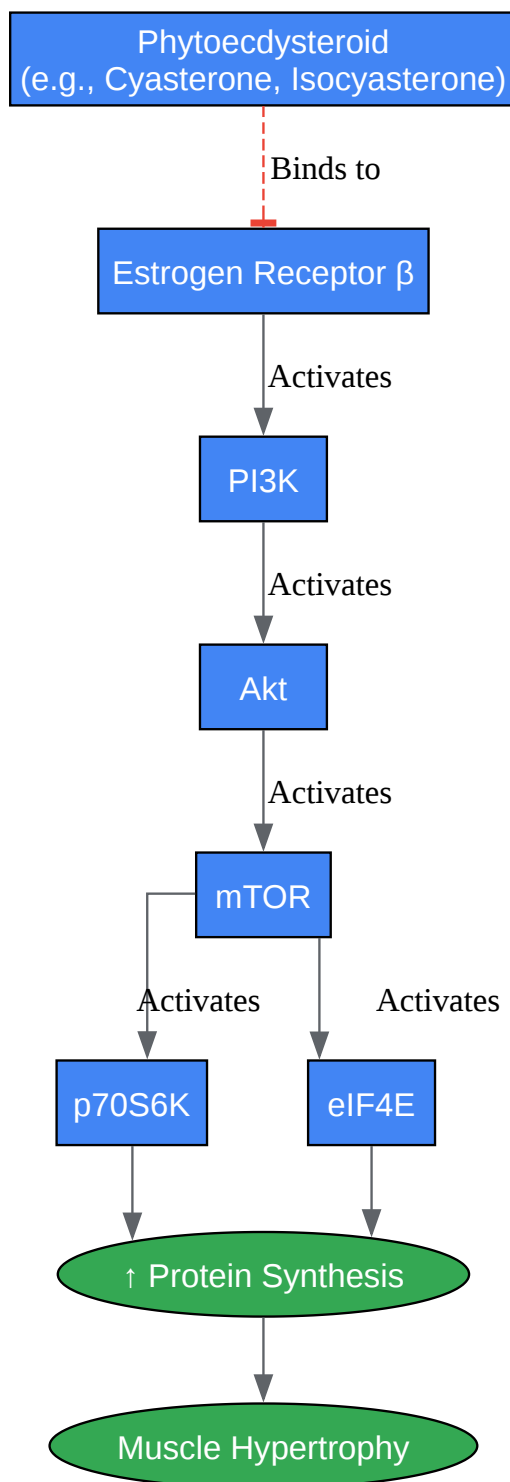 Phytoecdysteroid
(e.g., Cyasterone, Isocyasterone)
Binds to
Estrogen Receptor β
Activates
PI3K
Activates
Akt
Activates
mTOR
Activates
Activates
p70S6K
eIF4E
↑ Protein Synthesis
Muscle Hypertrophy